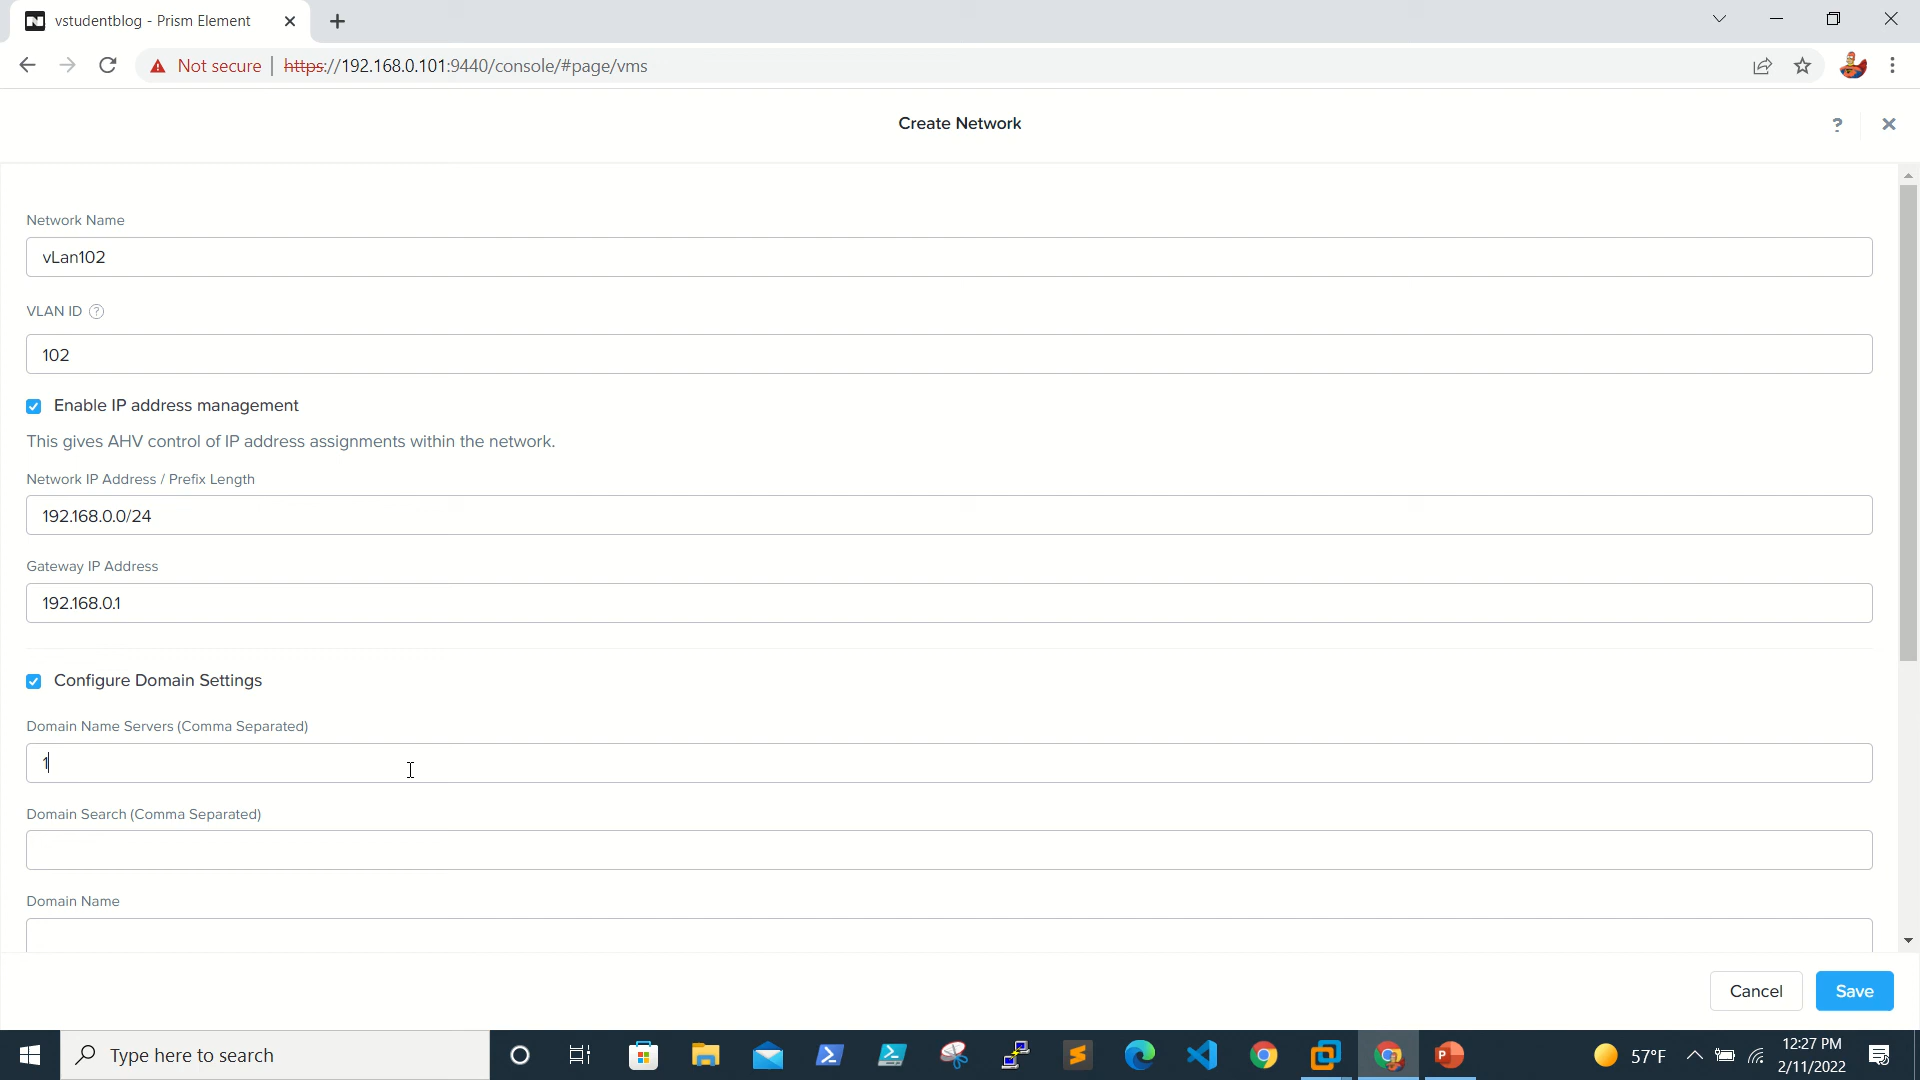 vstudentblog - Prism Element
Not secure | https://192.168.0.101:9440/console/#page/vms
Create Network
?
Network Name
vLan102
VLAN ID ?
102
Enable IP address management
This gives AHV control of IP address assignments within the network.
Network IP Address / Prefix Length
192.168.0.0/24
Gateway IP Address
192.168.0.1
Configure Domain Settings
Domain Name Servers (Comma Separated)
1
Domain Search (Comma Separated)
Domain Name
Cancel
Save
Type here to search
57°F
12:27 PM
2/11/2022